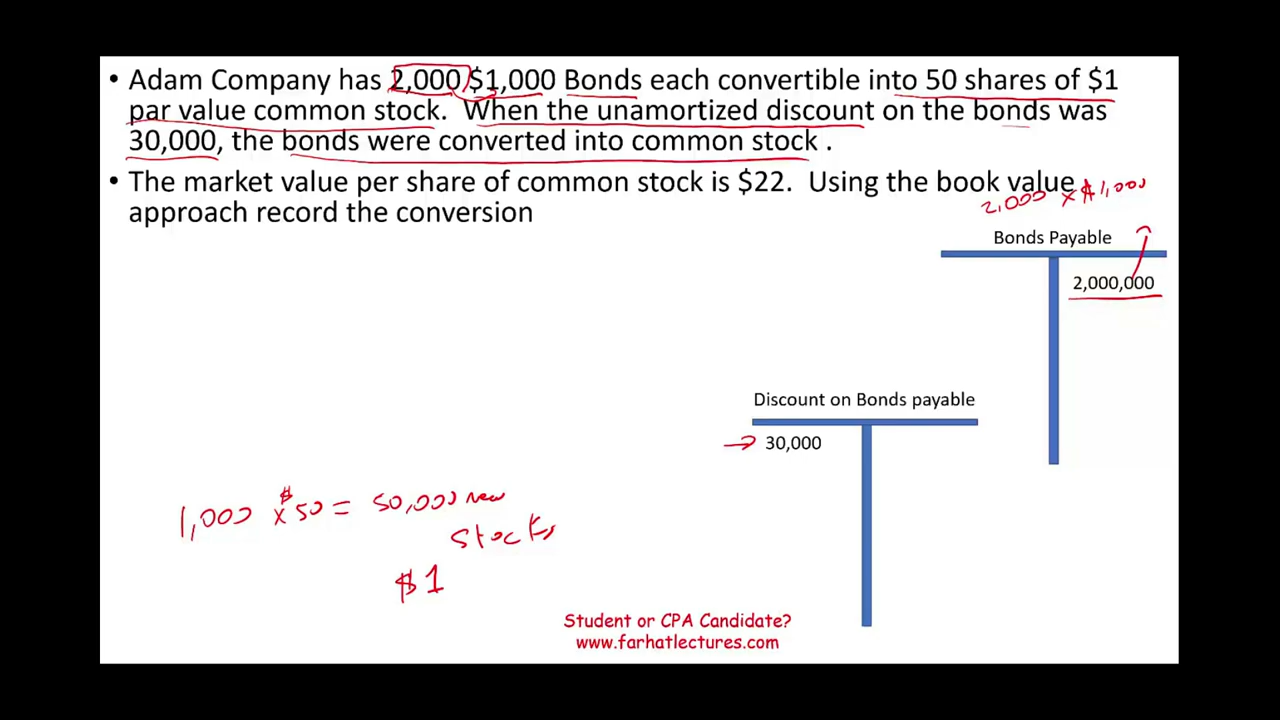 • Adam Company has 2,000 $1,000 Bonds each convertible into 50 shares of $1
par value common stock. When the unamortized discount on the bonds was
30,000, the bonds were converted into common stock .
• The market value per share of common stock is $22. Using the book value
approach record the conversion
2,000 x $1,000
Bonds Payable
2,000,000
Discount on Bonds payable
30,000
$
1,000 x 50 = 50,000 new
stocks
$1
Student or CPA Candidate?
www.farhatlectures.com